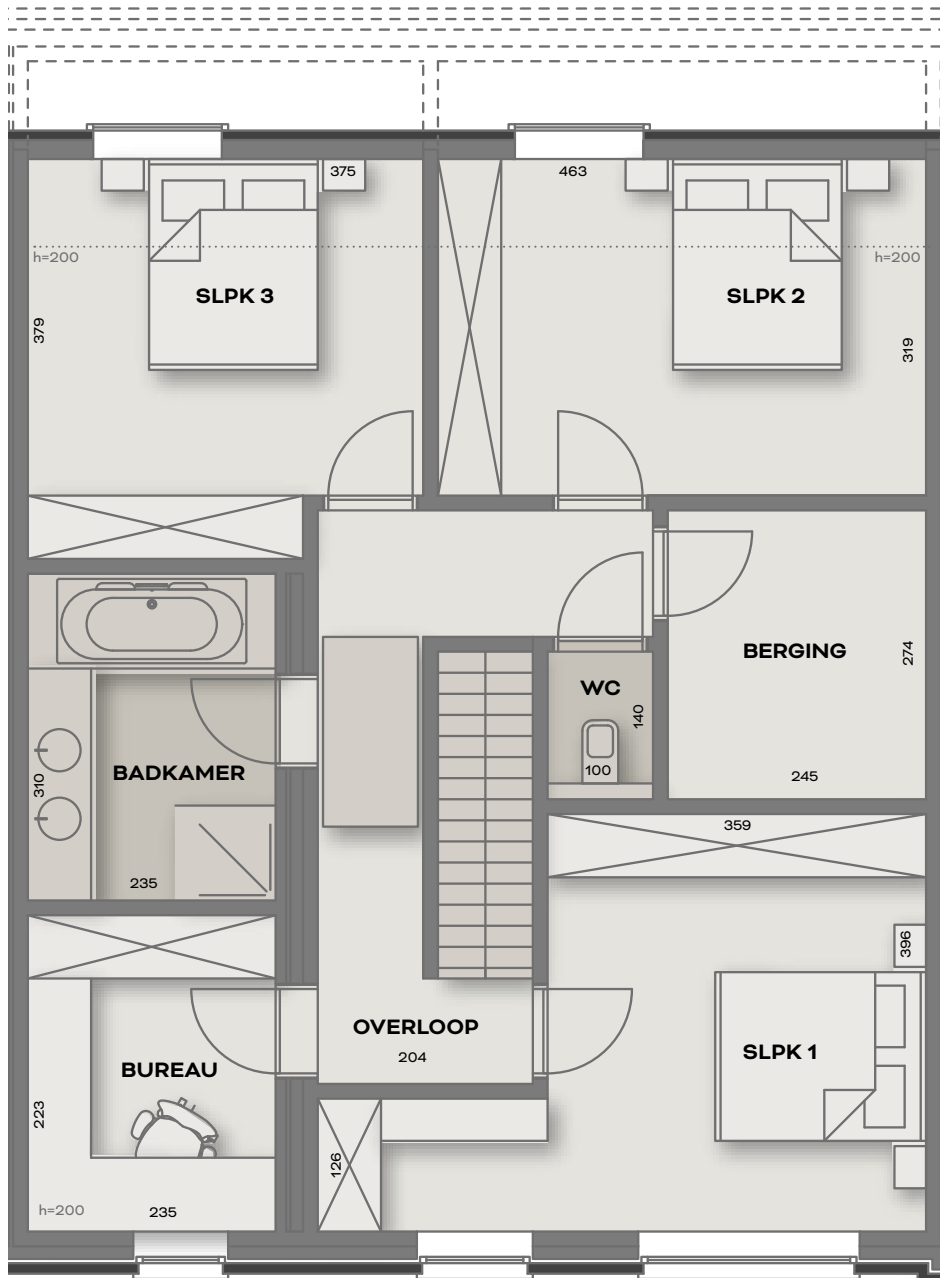 375
463
h=200
h=200
SLPK 3
SLPK 2
379
319
BERGING
274
WC
140
100
245
BADKAMER
310
235
359
396
OVERLOOP
204
SLPK 1
BUREAU
223
126
h=200
235